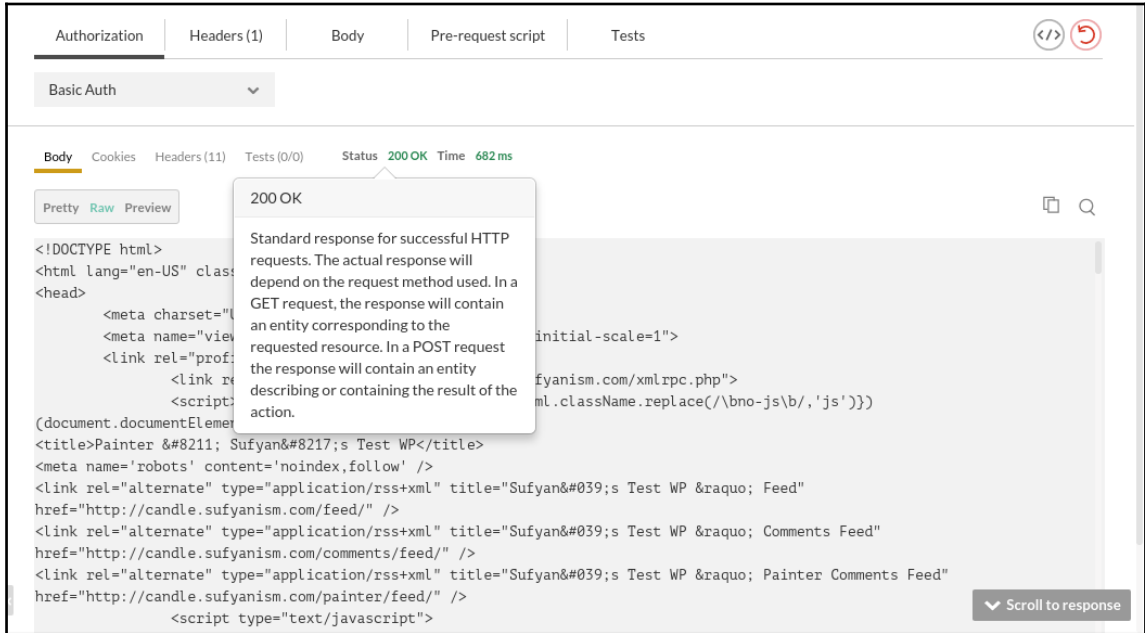 Authorization Headers (1) Body Pre-request script Tests </>
Basic Auth
Body Cookies Headers (11) Tests (0/0) Status 200 OK Time 682 ms
200 OK
Pretty Raw Preview
Standard response for successful HTTP
requests. The actual response will
depend on the request method used. In a
GET request, the response will contain
an entity corresponding to the
requested resource. In a POST request
the response will contain an entity
describing or containing the result of the
action.
<!DOCTYPE html>
<html lang="en-US" class
<head>
<meta charset="
<meta name="view initial-scale=1">
<link rel="prof
<link re fyanism.com/xmlrpc.php">
<script> ml.className.replace(/\bno-js\b/,'js')})
(document.documentElemen
<title>Painter &#8211; Sufyan&#8217;s Test WP</title>
<meta name='robots' content='noindex,follow' />
<link rel="alternate" type="application/rss+xml" title="Sufyan&#039;s Test WP &raquo; Feed"
href="http://candle.sufyanism.com/feed/" />
<link rel="alternate" type="application/rss+xml" title="Sufyan&#039;s Test WP &raquo; Comments Feed"
href="http://candle.sufyanism.com/comments/feed/" />
<link rel="alternate" type="application/rss+xml" title="Sufyan&#039;s Test WP &raquo; Painter Comments Feed"
href="http://candle.sufyanism.com/painter/feed/" />
<script type="text/javascript">
Scroll to response